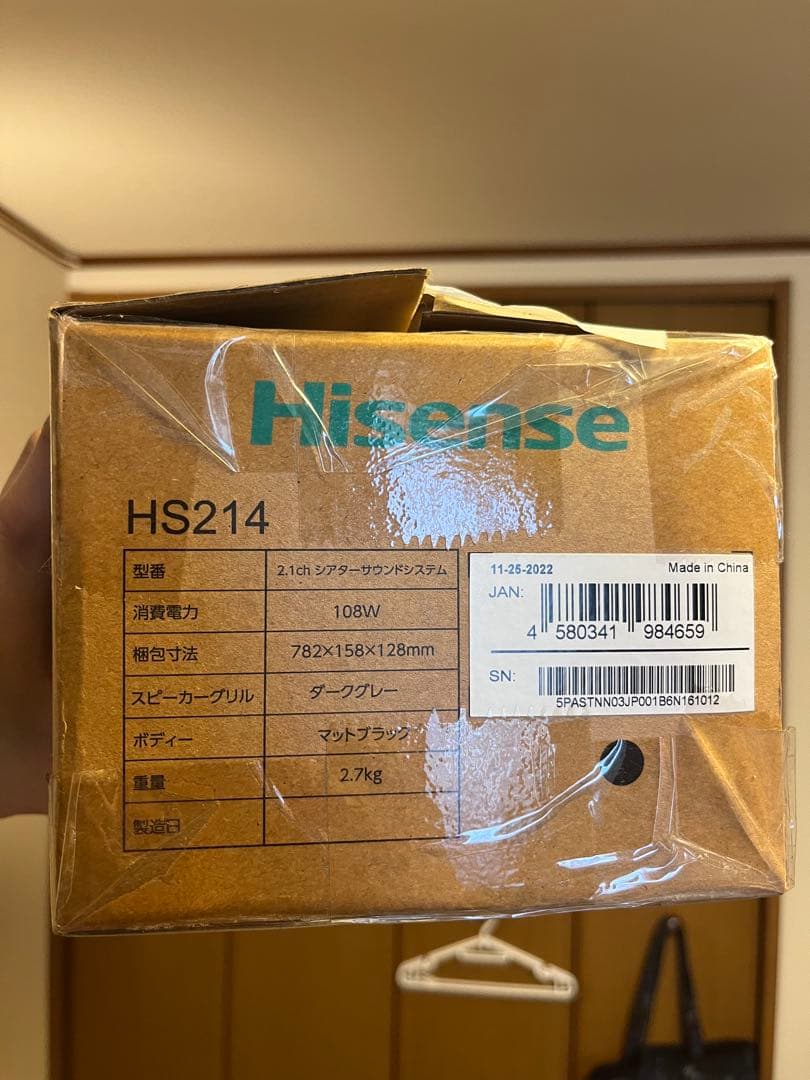 Hisense
HS214
型番 2.1ch シアターサウンドシステム
消費電力 108W
梱包寸法 782×158×128mm
スピーカーグリル ダークグレー
ボディー マットブラック
重量 2.7kg
製造日
11-25-2022 Made in China
JAN:
4 580341 984659
SN:
5PASTNN03JP001B6N161012